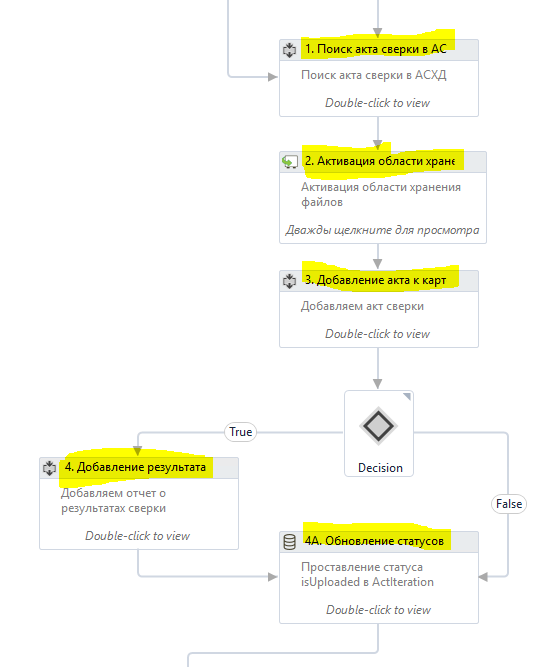 1. Поиск акта сверки в АС
Поиск акта сверки в АСХД
Double-click to view
2. Активация области хране
Активация области хранения
файлов
Дважды щелкните для просмотра
3. Добавление акта к карт
Добавляем акт сверки
Double-click to view
True
Decision
False
4. Добавление результата
Добавляем отчет о
результатах сверки
Double-click to view
4А. Обновление статусов
Проставление статуса
isUploaded в ActIteration
Double-click to view